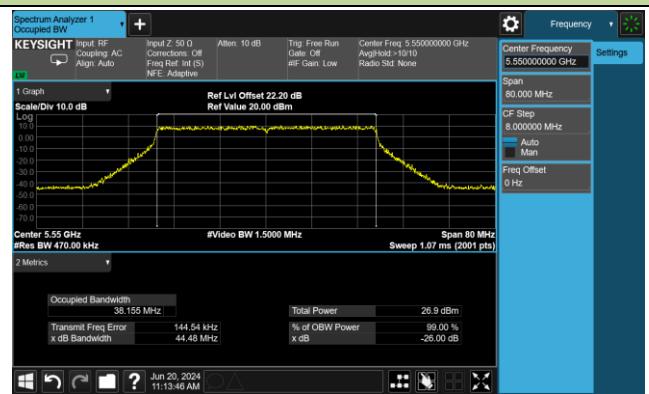 Spectrum Analyzer 1
Occupied BW
Frequency
KEYSIGHT
Input: RF
Coupling: AC
Align: Auto
Input Z: 50 Ω
Corrections: Off
Freq Ref: Int (S)
NFE: Adaptive
Atten: 10 dB
Trig: Free Run
Gate: Off
#IF Gain: Low
Center Freq: 5.550000000 GHz
Avg|Hold:>10/10
Radio Std: None
LW
Center Frequency
5.550000000 GHz
Settings
Span
80.000 MHz
CF Step
8.000000 MHz
Auto
Man
Freq Offset
0 Hz
1 Graph
Scale/Div 10.0 dB
Ref Lvl Offset 22.20 dB
Ref Value 20.00 dBm
Log
10.0
0.00
-10.0
-20.0
-30.0
-40.0
-50.0
-60.0
-70.0
Center 5.55 GHz
#Res BW 470.00 kHz
#Video BW 1.5000 MHz
Span 80 MHz
Sweep 1.07 ms (2001 pts)
2 Metrics
Occupied Bandwidth
38.155 MHz
Total Power 26.9 dBm
Transmit Freq Error 144.54 kHz
% of OBW Power 99.00 %
x dB Bandwidth 44.48 MHz
x dB -26.00 dB
?
Jun 20, 2024
11:13:46 AM